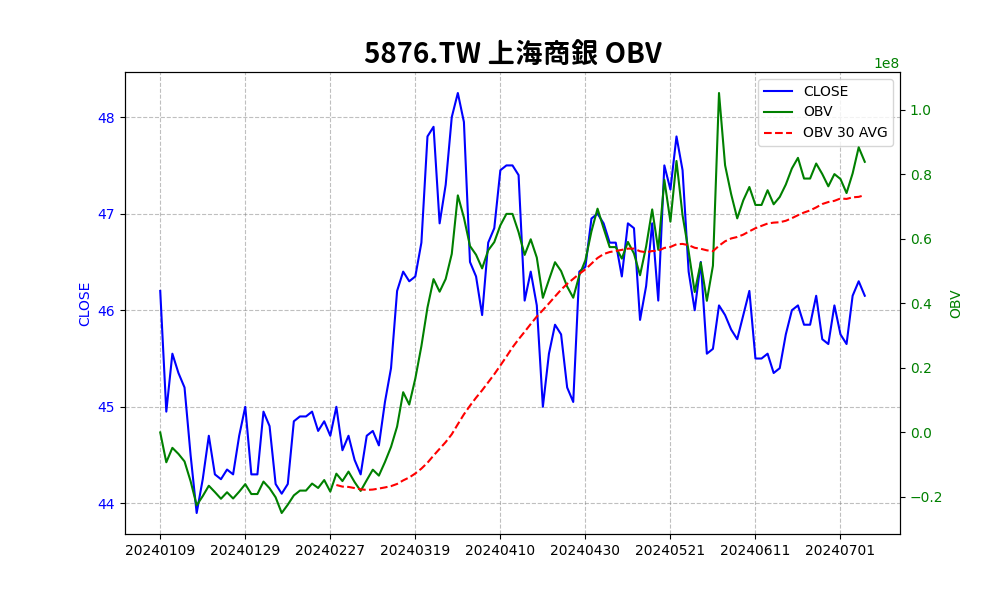 5876.TW 上海商銀 OBV
1e8
CLOSE
OBV
OBV 30 AVG
48
47
46
45
44
CLOSE
1.0
0.8
0.6
0.4
0.2
0.0
−0.2
OBV
20240109 20240129 20240227 20240319 20240410 20240430 20240521 20240611 20240701